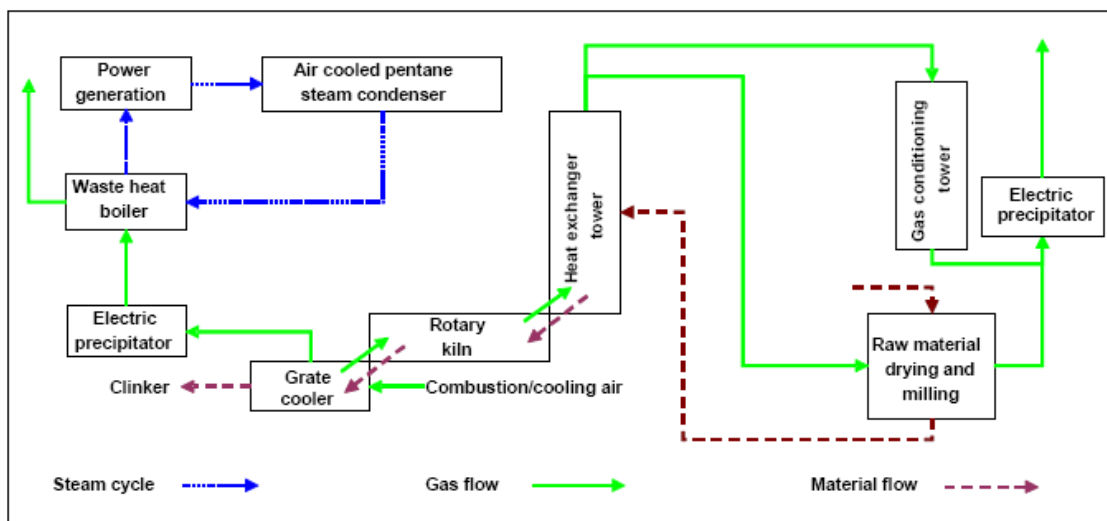 Power
generation
Air cooled pentane
steam condenser
Waste heat
boiler
Electric
precipitator
Clinker
Grate
cooler
Rotary
kiln
Combustion/cooling air
Heat exchanger
tower
Gas conditioning
tower
Electric
precipitator
Raw material
drying and
milling
Steam cycle
Gas flow
Material flow